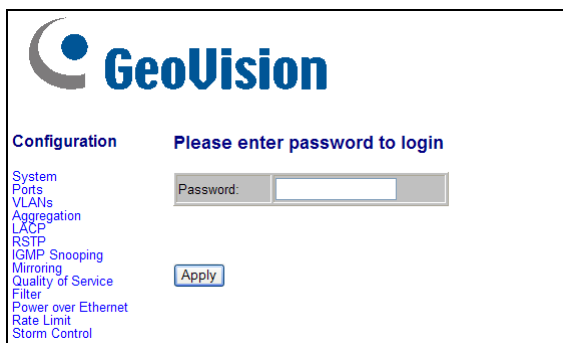 GeoVision
Configuration
Please enter password to login
System
Ports
VLANs
Aggregation
LACP
RSTP
IGMP Snooping
Mirroring
Quality of Service
Filter
Power over Ethernet
Rate Limit
Storm Control
Password:
Apply